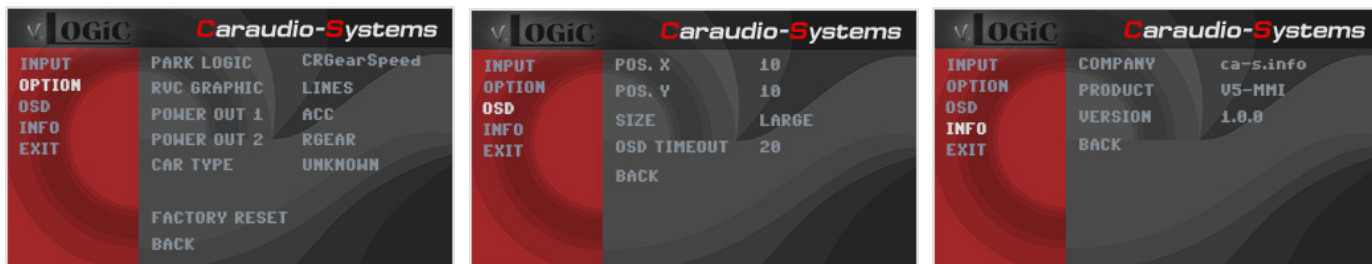 v.LOGiC Caraudio-Systems
INPUT
OPTION
OSD
INFO
EXIT
PARK LOGIC CRGearSpeed
RVC GRAPHIC LINES
POWER OUT 1 ACC
POWER OUT 2 RGEAR
CAR TYPE UNKNOWN
FACTORY RESET
BACK
v.LOGiC Caraudio-Systems
INPUT
OPTION
OSD
INFO
EXIT
POS. X 10
POS. Y 10
SIZE LARGE
OSD TIMEOUT 20
BACK
v.LOGiC Caraudio-Systems
INPUT
OPTION
OSD
INFO
EXIT
COMPANY ca-s.info
PRODUCT V5-MMI
VERSION 1.0.0
BACK